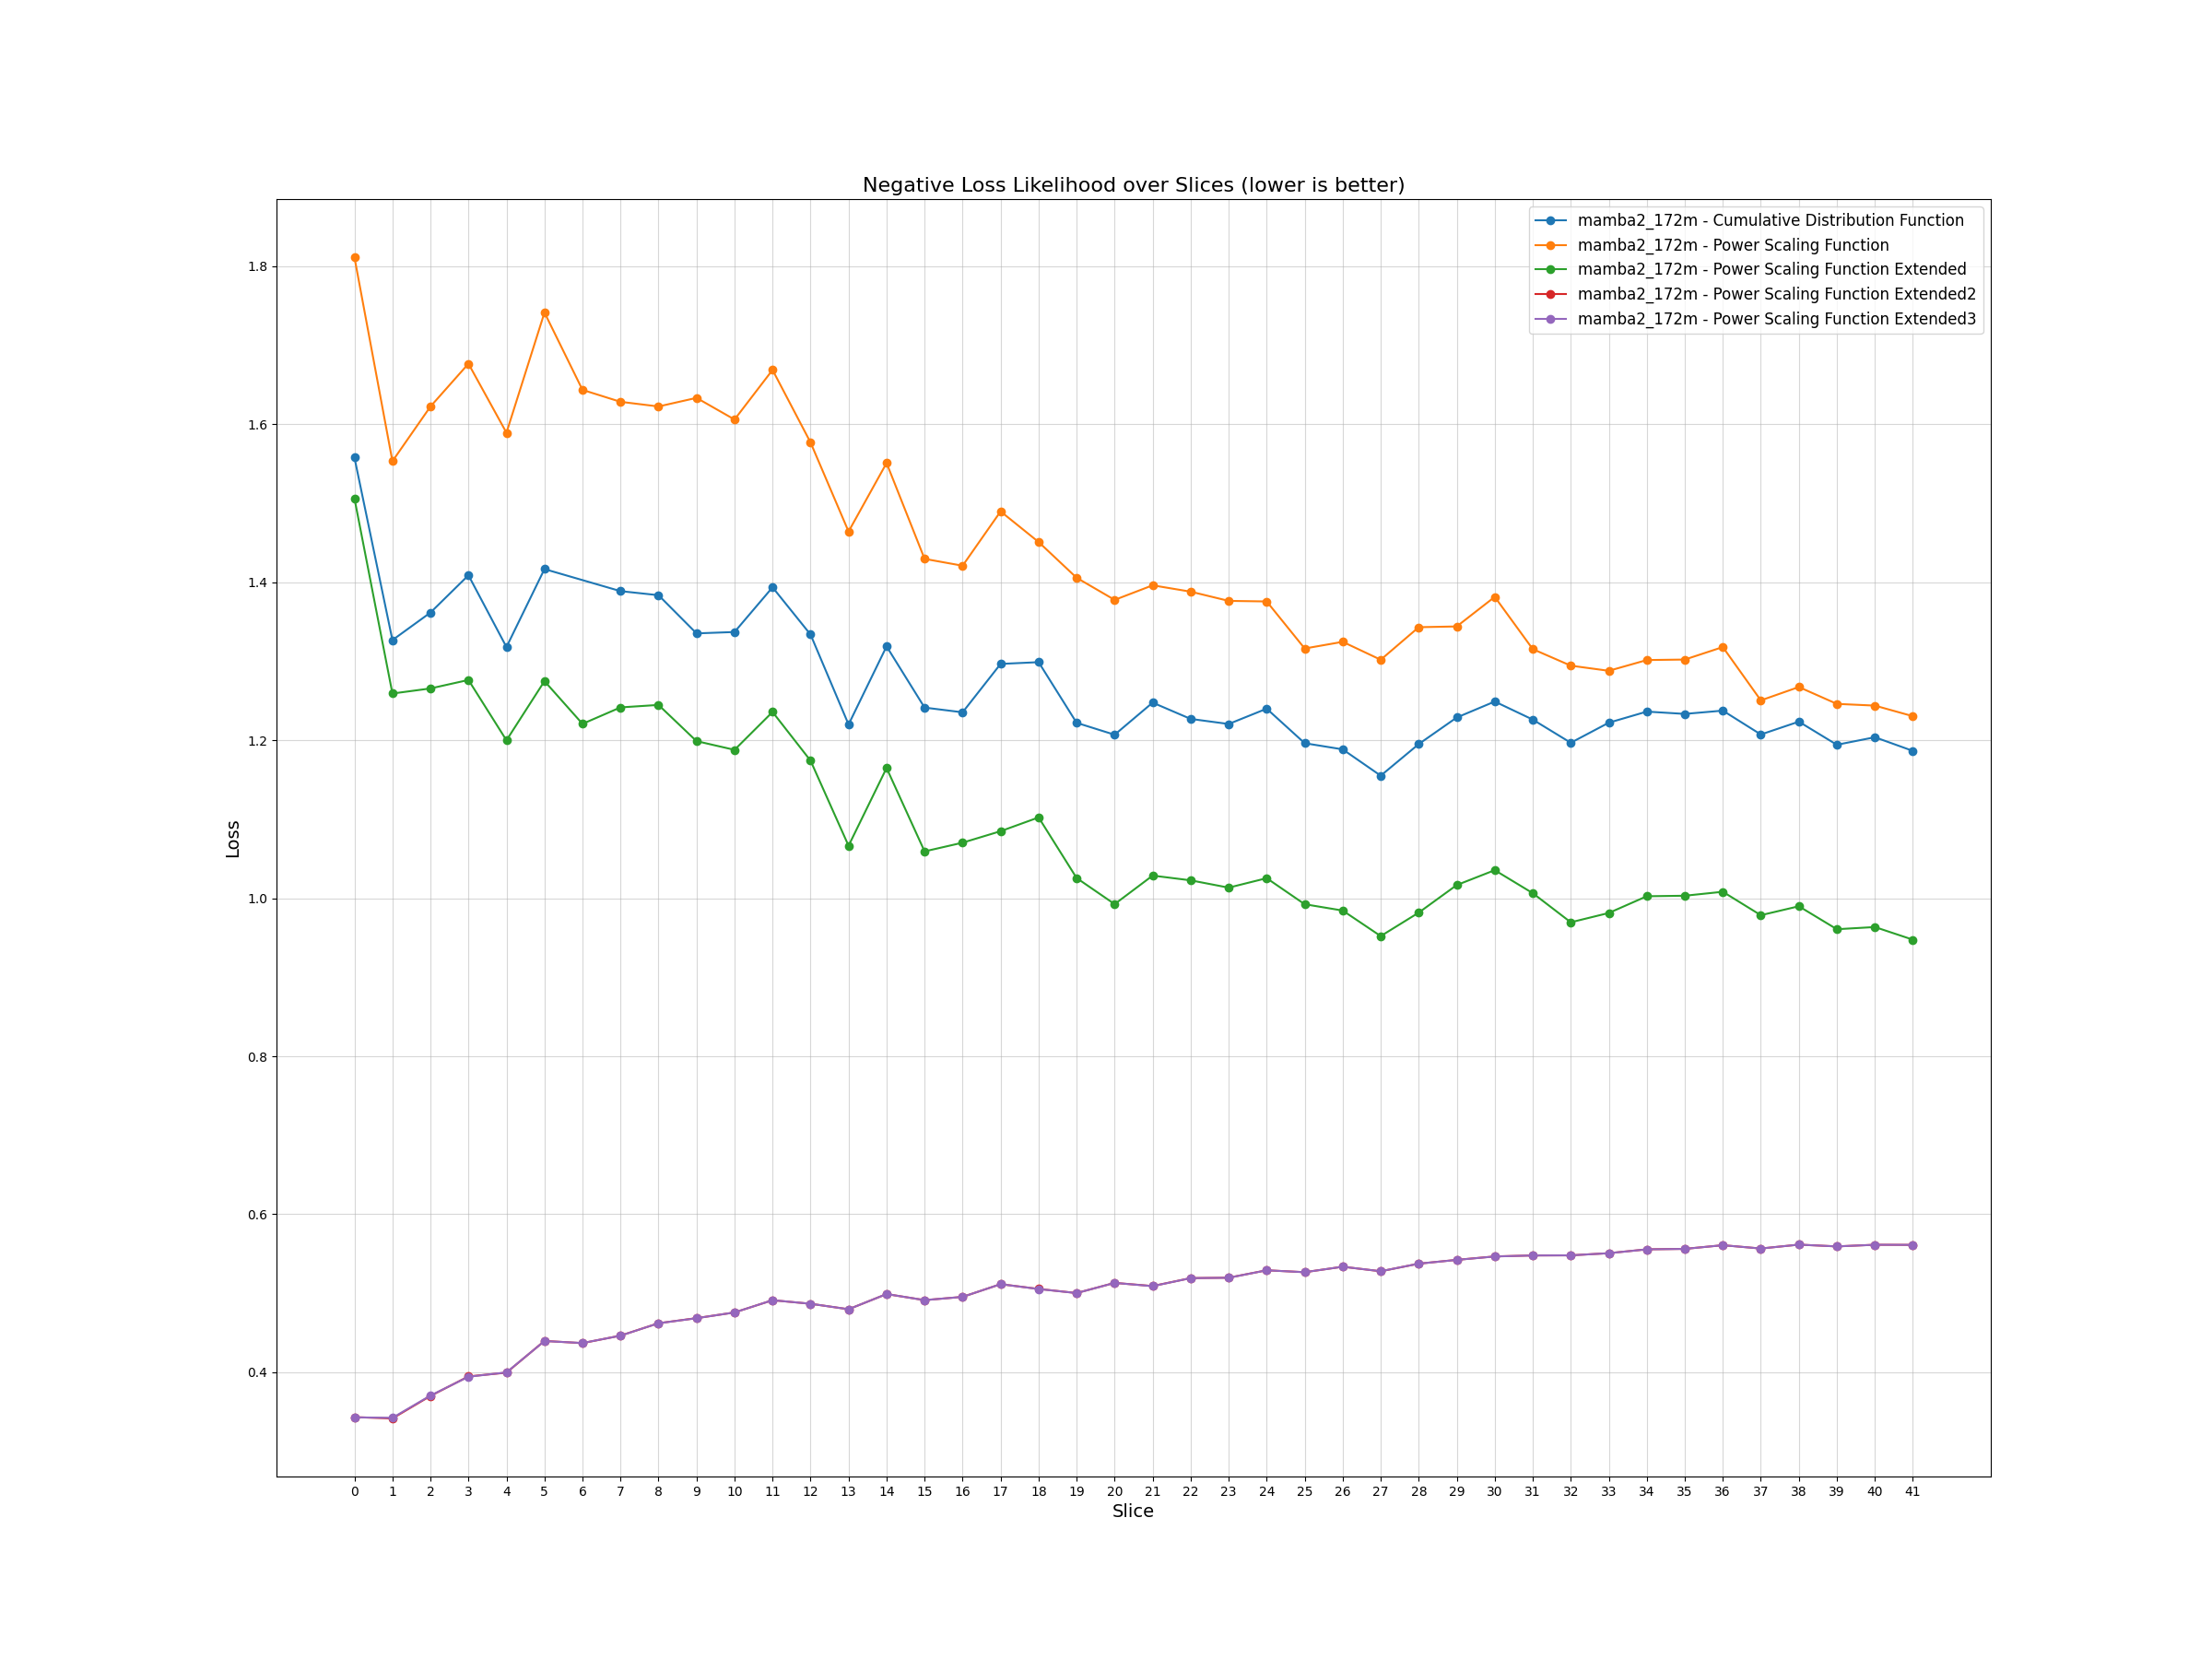 Negative Loss Likelihood over Slices (lower is better)
mamba2_172m - Cumulative Distribution Function
mamba2_172m - Power Scaling Function
mamba2_172m - Power Scaling Function Extended
mamba2_172m - Power Scaling Function Extended2
mamba2_172m - Power Scaling Function Extended3
1.8
1.6
1.4
1.2
1.0
0.8
0.6
0.4
Loss
0 1 2 3 4 5 6 7 8 9 10 11 12 13 14 15 16 17 18 19 20 21 22 23 24 25 26 27 28 29 30 31 32 33 34 35 36 37 38 39 40 41
Slice